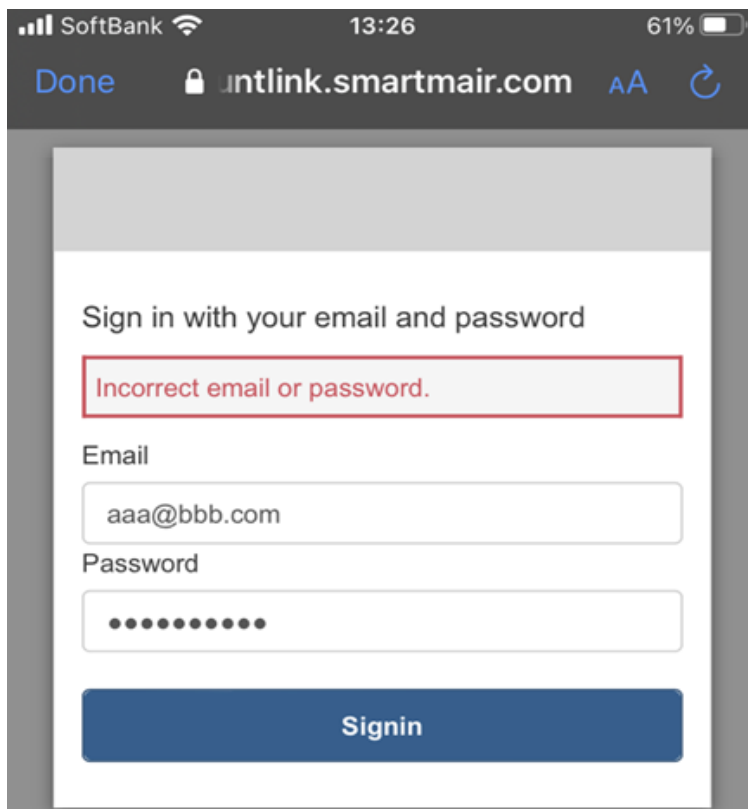 SoftBank 13:26 61%
Done untlink.smartmair.com AA
Sign in with your email and password
Incorrect email or password.
Email
aaa@bbb.com
Password
••••••••••
Signin